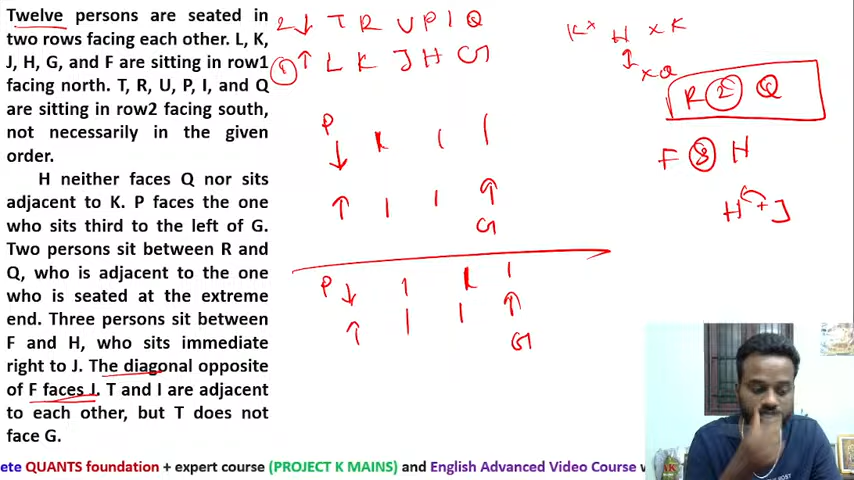 Twelve persons are seated in
two rows facing each other. L, K,
J, H, G, and F are sitting in row1
facing north. T, R, U, P, I, and Q
are sitting in row2 facing south,
not necessarily in the given
order.
H neither faces Q nor sits
adjacent to K. P faces the one
who sits third to the left of G.
Two persons sit between R and
Q, who is adjacent to the one
who is seated at the extreme
end. Three persons sit between
F and H, who sits immediate
right to J. The diagonal opposite
of F faces I. T and I are adjacent
to each other, but T does not
face G.
2↓ T R U P I Q
① ↑ L K J H G
P
↓ R | |
↑ | | ↑
G
P ↓ | R |
↑ | | ↑
G
K× H ×K
↕ ×Q
R ② Q
F ③ H
H + J
ete QUANTS foundation + expert course (PROJECT K MAINS) and English Advanced Video Course w